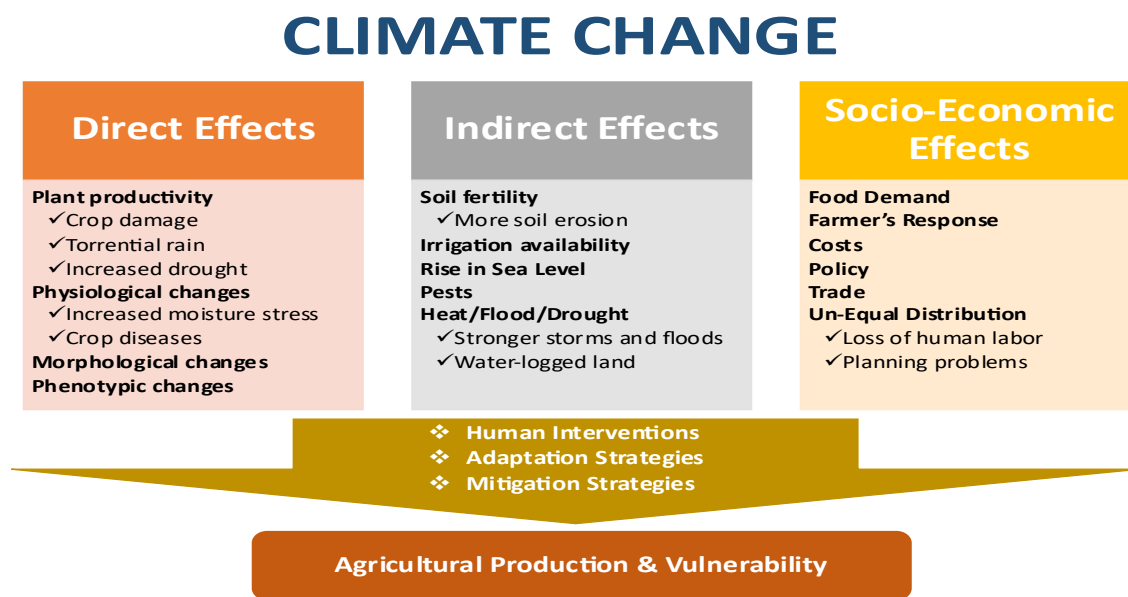 CLIMATE CHANGE
Direct Effects
Plant productivity
✓Crop damage
✓Torrential rain
✓Increased drought
Physiological changes
✓Increased moisture stress
✓Crop diseases
Morphological changes
Phenotypic changes
Indirect Effects
Soil fertility
✓More soil erosion
Irrigation availability
Rise in Sea Level
Pests
Heat/Flood/Drought
✓Stronger storms and floods
✓Water-logged land
Socio-Economic
Effects
Food Demand
Farmer’s Response
Costs
Policy
Trade
Un-Equal Distribution
✓Loss of human labor
✓Planning problems
❖ Human Interventions
❖ Adaptation Strategies
❖ Mitigation Strategies
Agricultural Production & Vulnerability